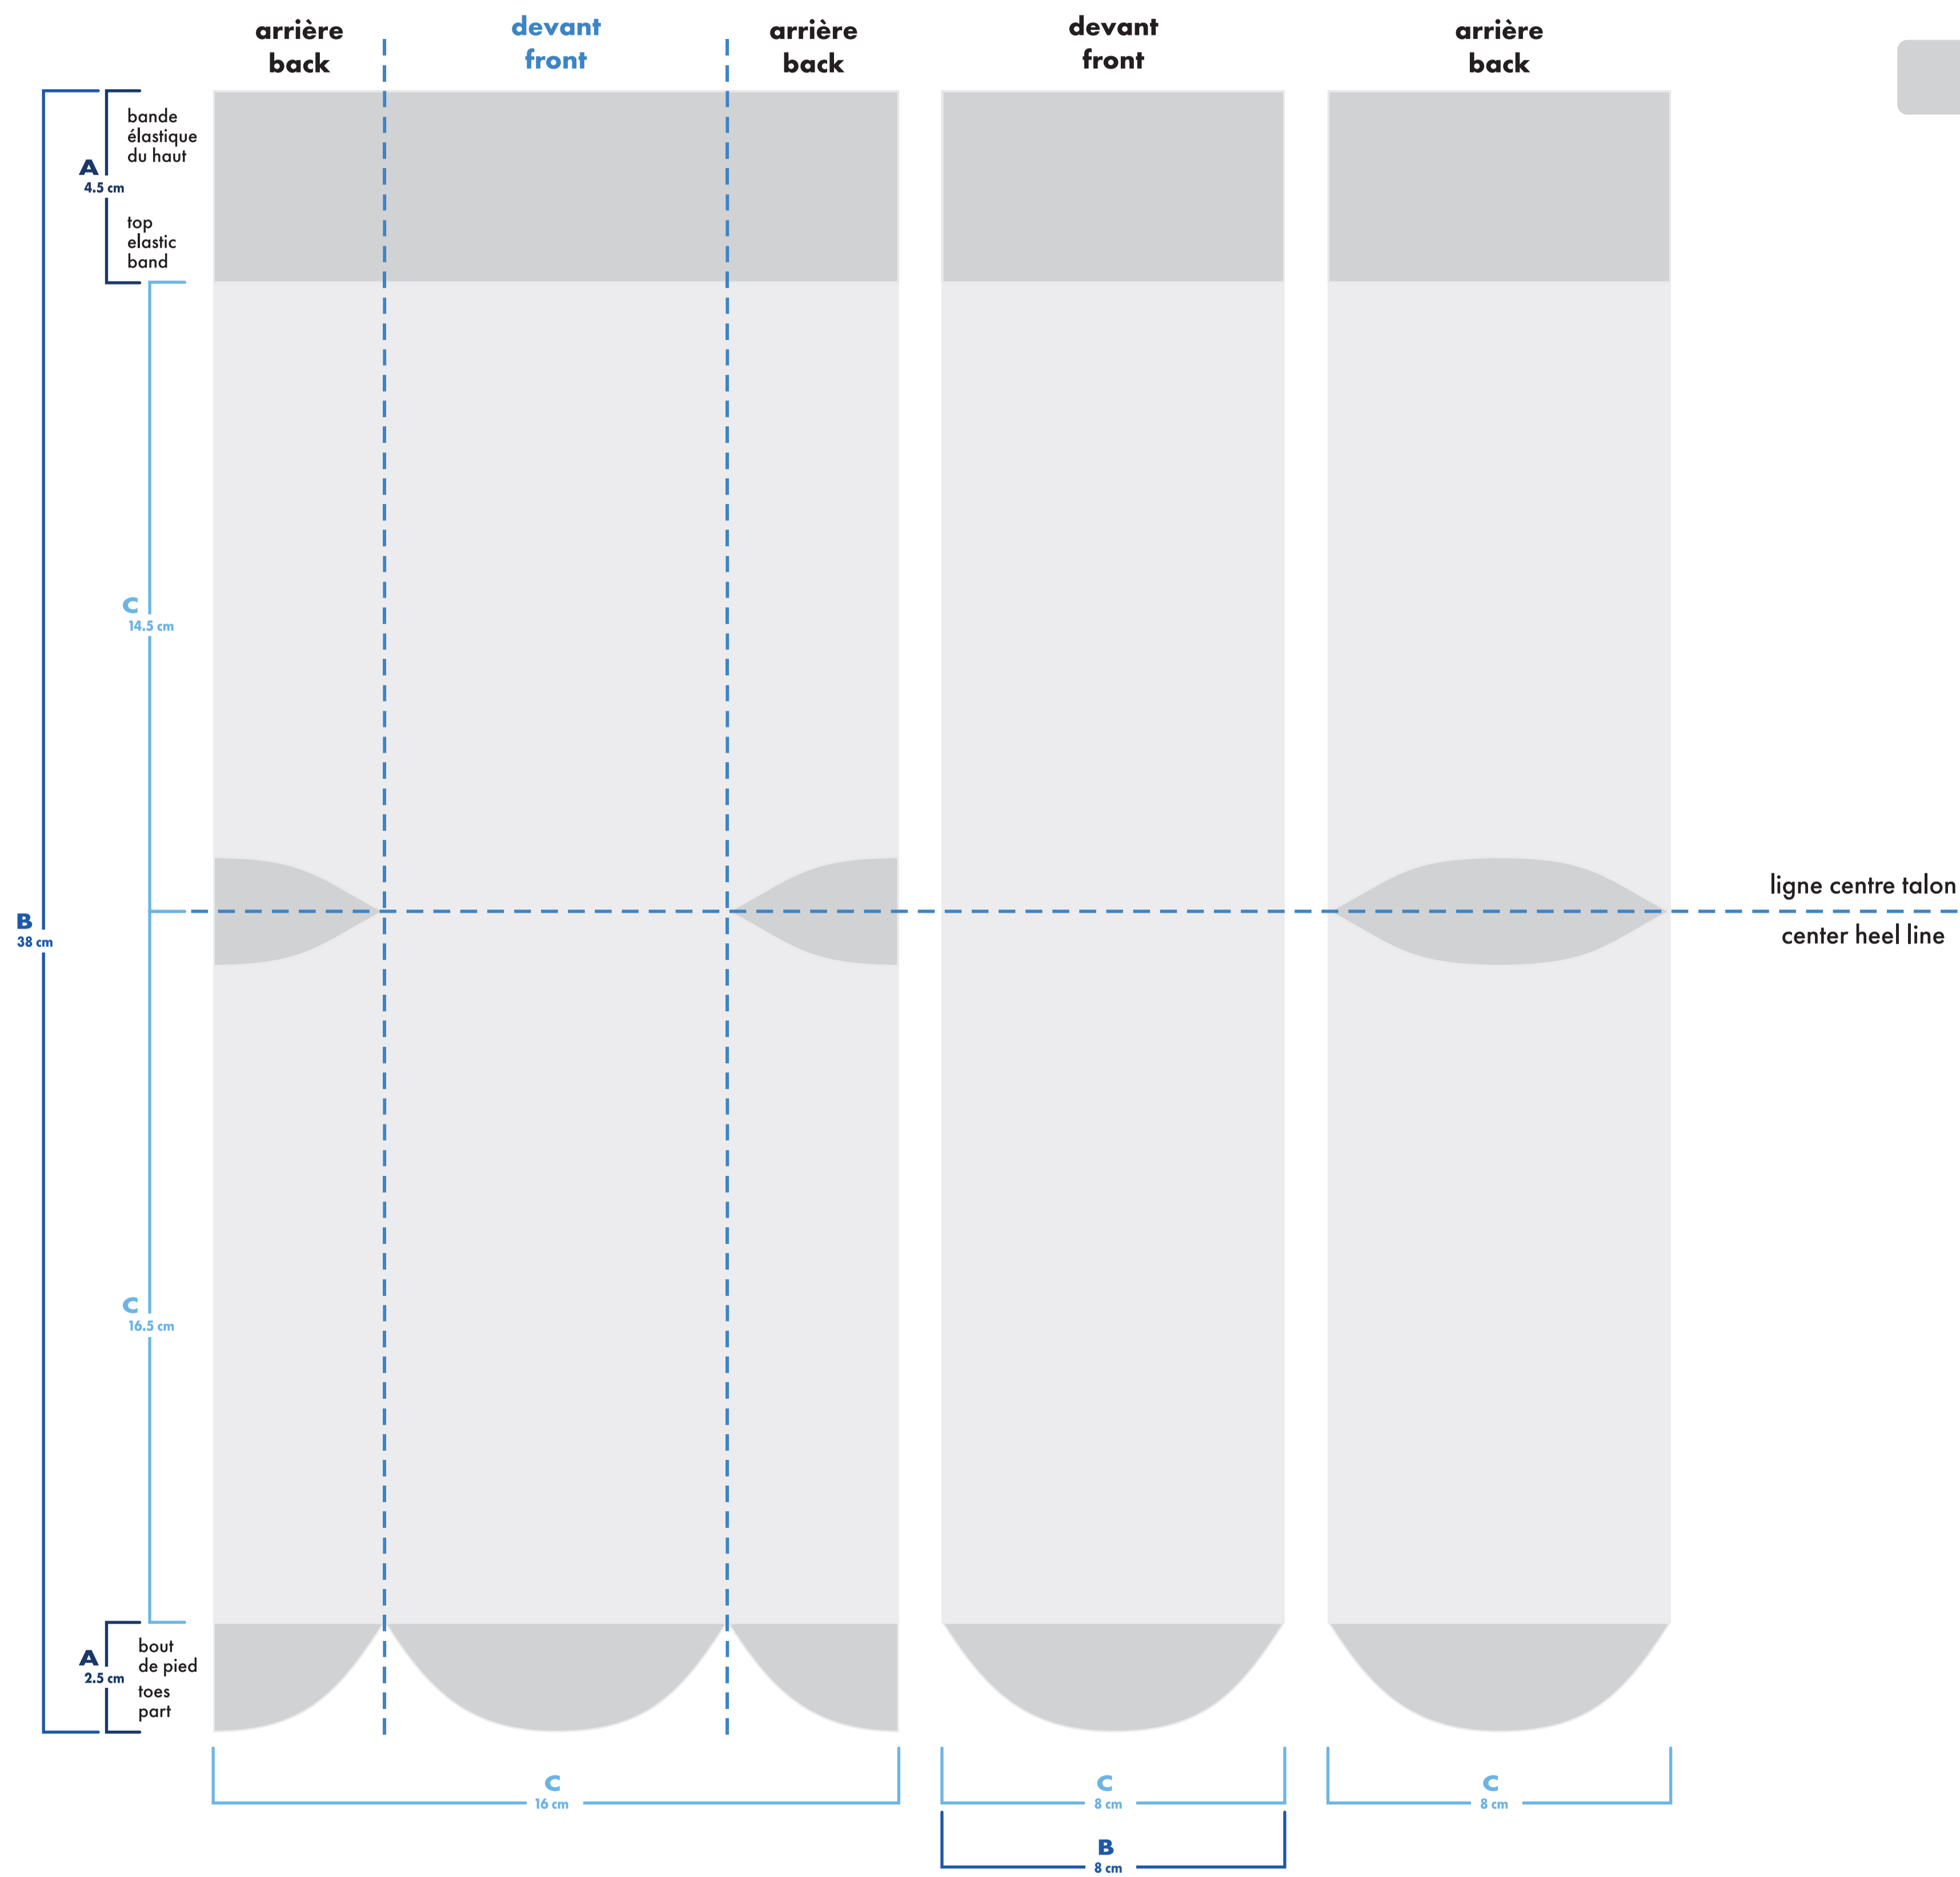 arrière
back
devant
front
arrière
back
devant
front
arrière
back
bande
élastique
du haut
A
4.5 cm
top
elastic
band
C
14.5 cm
ligne centre talon
center heel line
B
38 cm
C
16.5 cm
bout
de pied
A
2.5 cm
toes
part
C
16 cm
C
8 cm
C
8 cm
B
8 cm